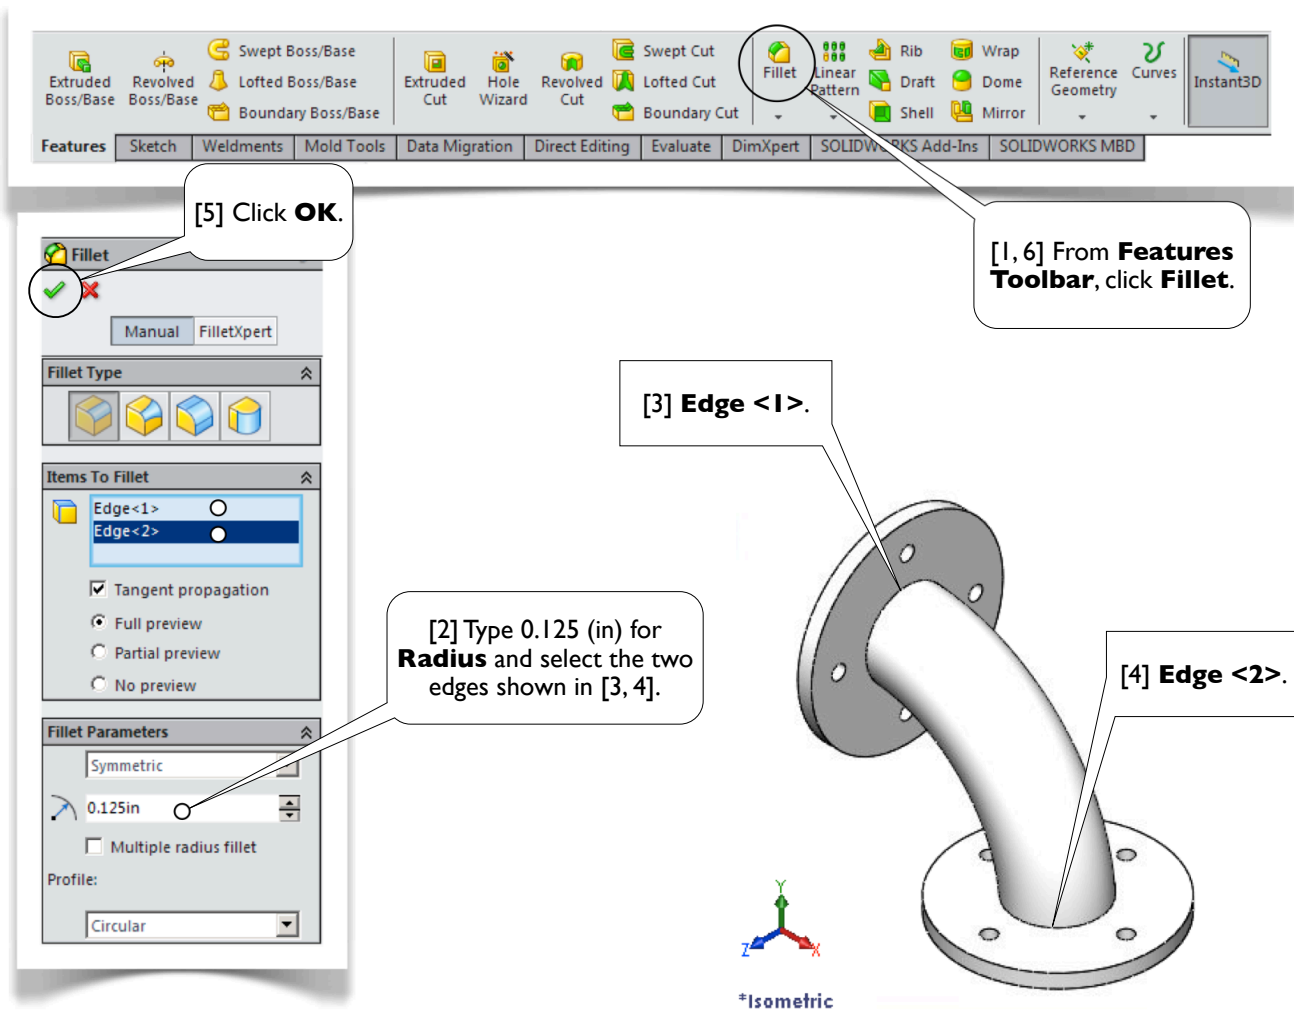 Extruded Boss/Base
Revolved Boss/Base
Swept Boss/Base
Lofted Boss/Base
Boundary Boss/Base
Extruded Cut
Hole Wizard
Revolved Cut
Swept Cut
Lofted Cut
Boundary Cut
Fillet
Linear Pattern
Rib
Draft
Shell
Wrap
Dome
Mirror
Reference Geometry
Curves
Instant3D
Features Sketch Weldments Mold Tools Data Migration Direct Editing Evaluate DimXpert SOLIDWORKS Add-Ins SOLIDWORKS MBD
[5] Click OK.
[1, 6] From Features
Toolbar, click Fillet.
Fillet
Manual FilletXpert
Fillet Type
Items To Fillet
Edge<1>
Edge<2>
Tangent propagation
Full preview
Partial preview
No preview
Fillet Parameters
Symmetric
0.125in
Multiple radius fillet
Profile:
Circular
[2] Type 0.125 (in) for
Radius and select the two
edges shown in [3, 4].
[3] Edge <1>.
[4] Edge <2>.
Y
Z
X
*Isometric